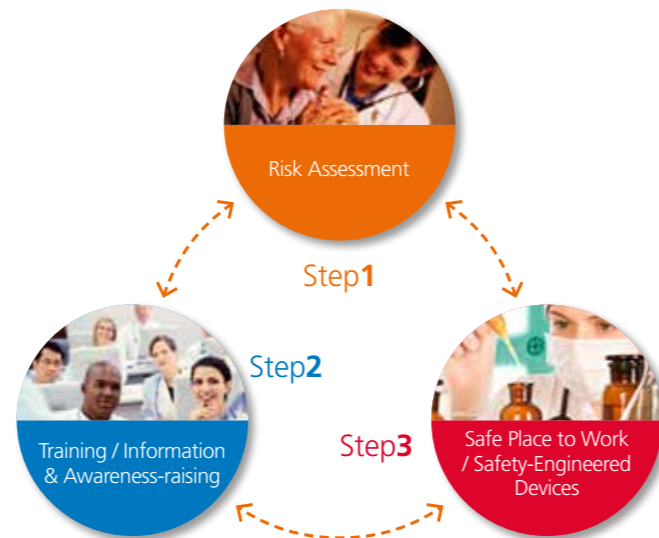 Risk Assessment
Step1
Step2
Training / Information
& Awareness-raising
Step3
Safe Place to Work
/ Safety-Engineered
Devices